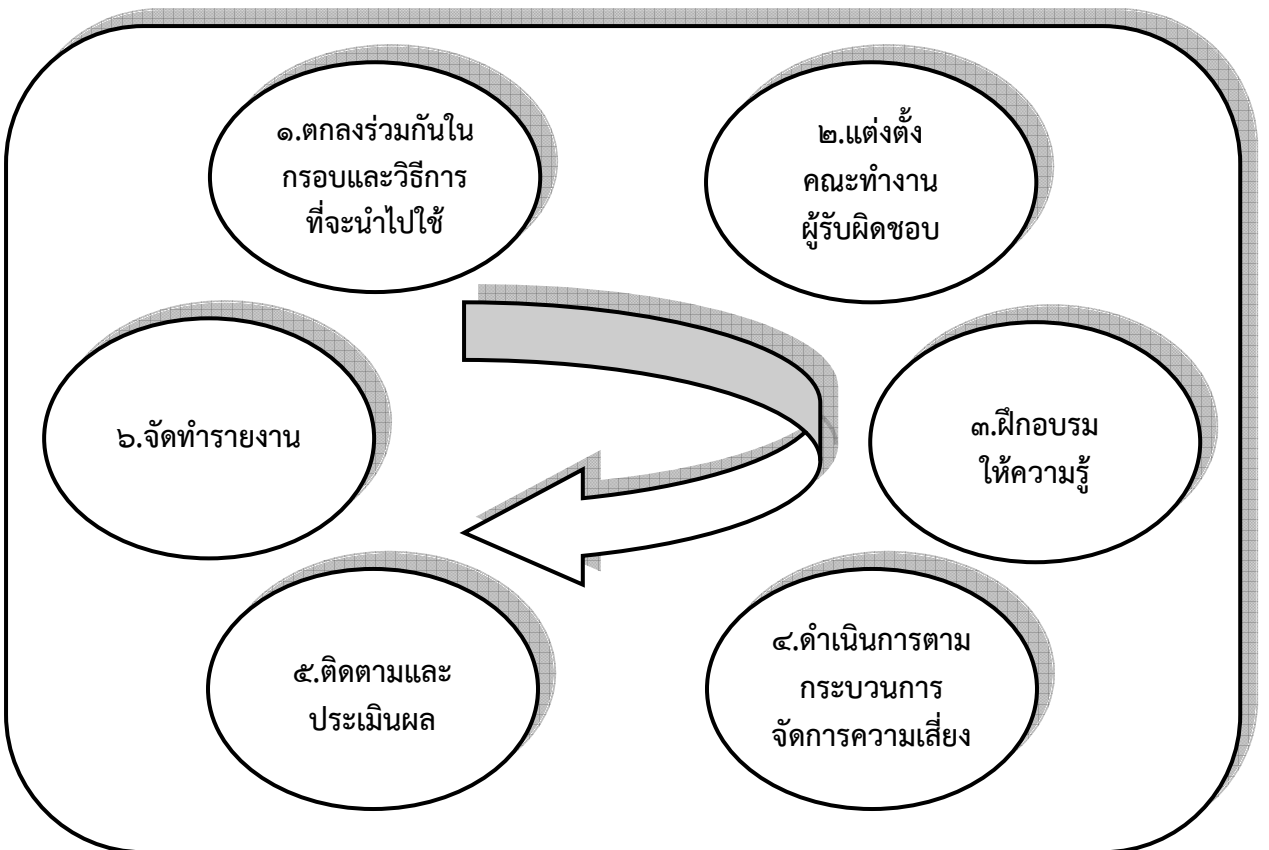 ๑.ตกลงร่วมกันใน
กรอบและวิธีการ
ที่จะนำไปใช้
๒.แต่งตั้ง
คณะทำงาน
ผู้รับผิดชอบ
๓.ฝึกอบรม
ให้ความรู้
๔.ดำเนินการตาม
กระบวนการ
จัดการความเสี่ยง
๕.ติดตามและ
ประเมินผล
๖.จัดทำรายงาน